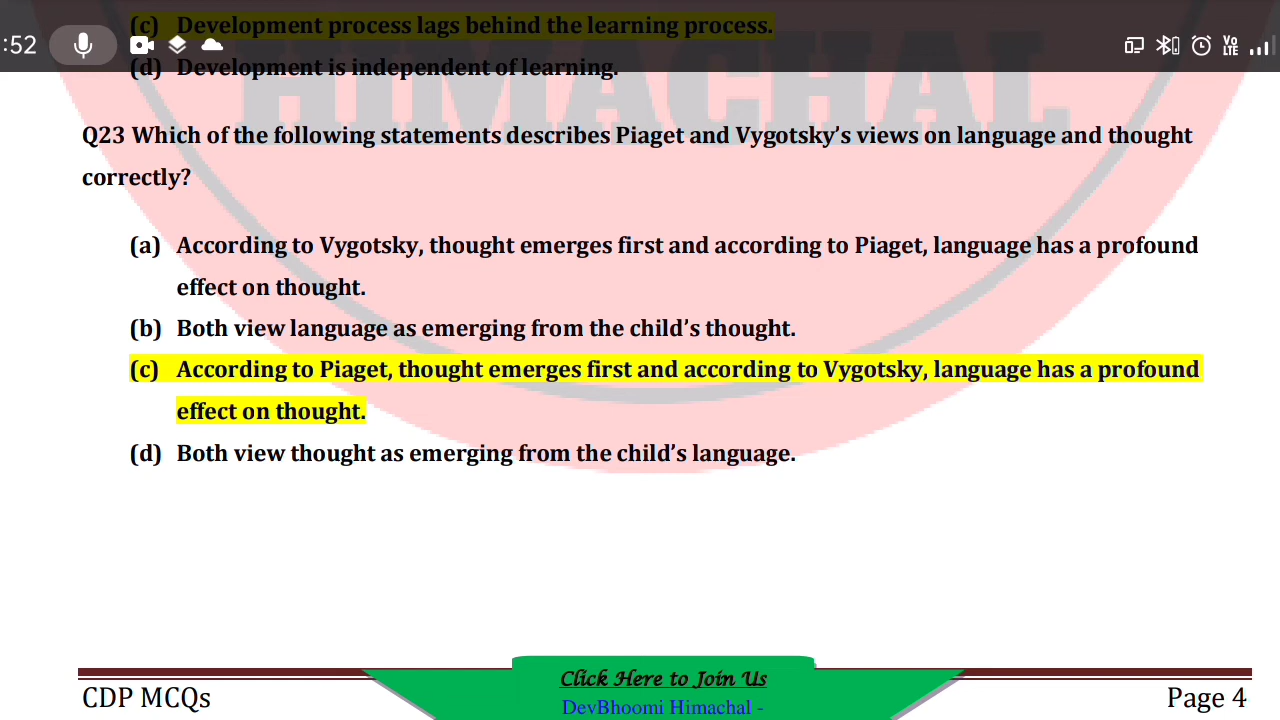 (c) Development process lags behind the learning process.
:52
Vo LTE
(d) Development is independent of learning.
HIMACHAL
Q23 Which of the following statements describes Piaget and Vygotsky's views on language and thought
correctly?
(a) According to Vygotsky, thought emerges first and according to Piaget, language has a profound
effect on thought.
(b) Both view language as emerging from the child's thought.
(c) According to Piaget, thought emerges first and according to Vygotsky, language has a profound
effect on thought.
(d) Both view thought as emerging from the child's language.
Click Here to Join Us
CDP MCQs
DevBhoomi Himachal -
Page 4